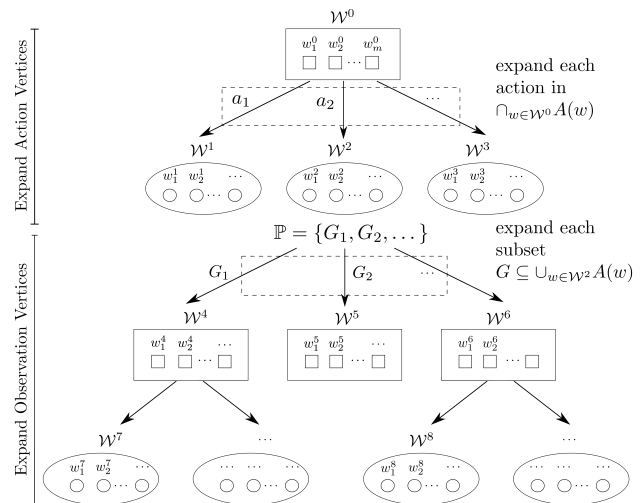 𝒲⁰
w₁⁰ w₂⁰ w_m⁰
···
a₁ a₂ ···
expand each
action in
∩_{w∈𝒲⁰}A(w)
Expand Action Vertices
𝒲¹ 𝒲² 𝒲³
w₁¹ w₂¹ ··· w₁² w₂² ··· w₁³ w₂³ ···
··· ··· ···
ℙ = {G₁, G₂, . . . }
expand each
subset
G ⊆ ∪_{w∈𝒲²}A(w)
G₁ G₂ ···
Expand Observation Vertices
𝒲⁴ 𝒲⁵ 𝒲⁶
w₁⁴ w₂⁴ ··· w₁⁵ w₂⁵ ··· w₁⁶ w₂⁶ ···
··· ··· ···
𝒲⁷ ··· 𝒲⁸ ···
w₁⁷ w₂⁷ ··· ··· ··· ··· w₁⁸ w₂⁸ ··· ··· ··· ···
··· ··· ··· ···